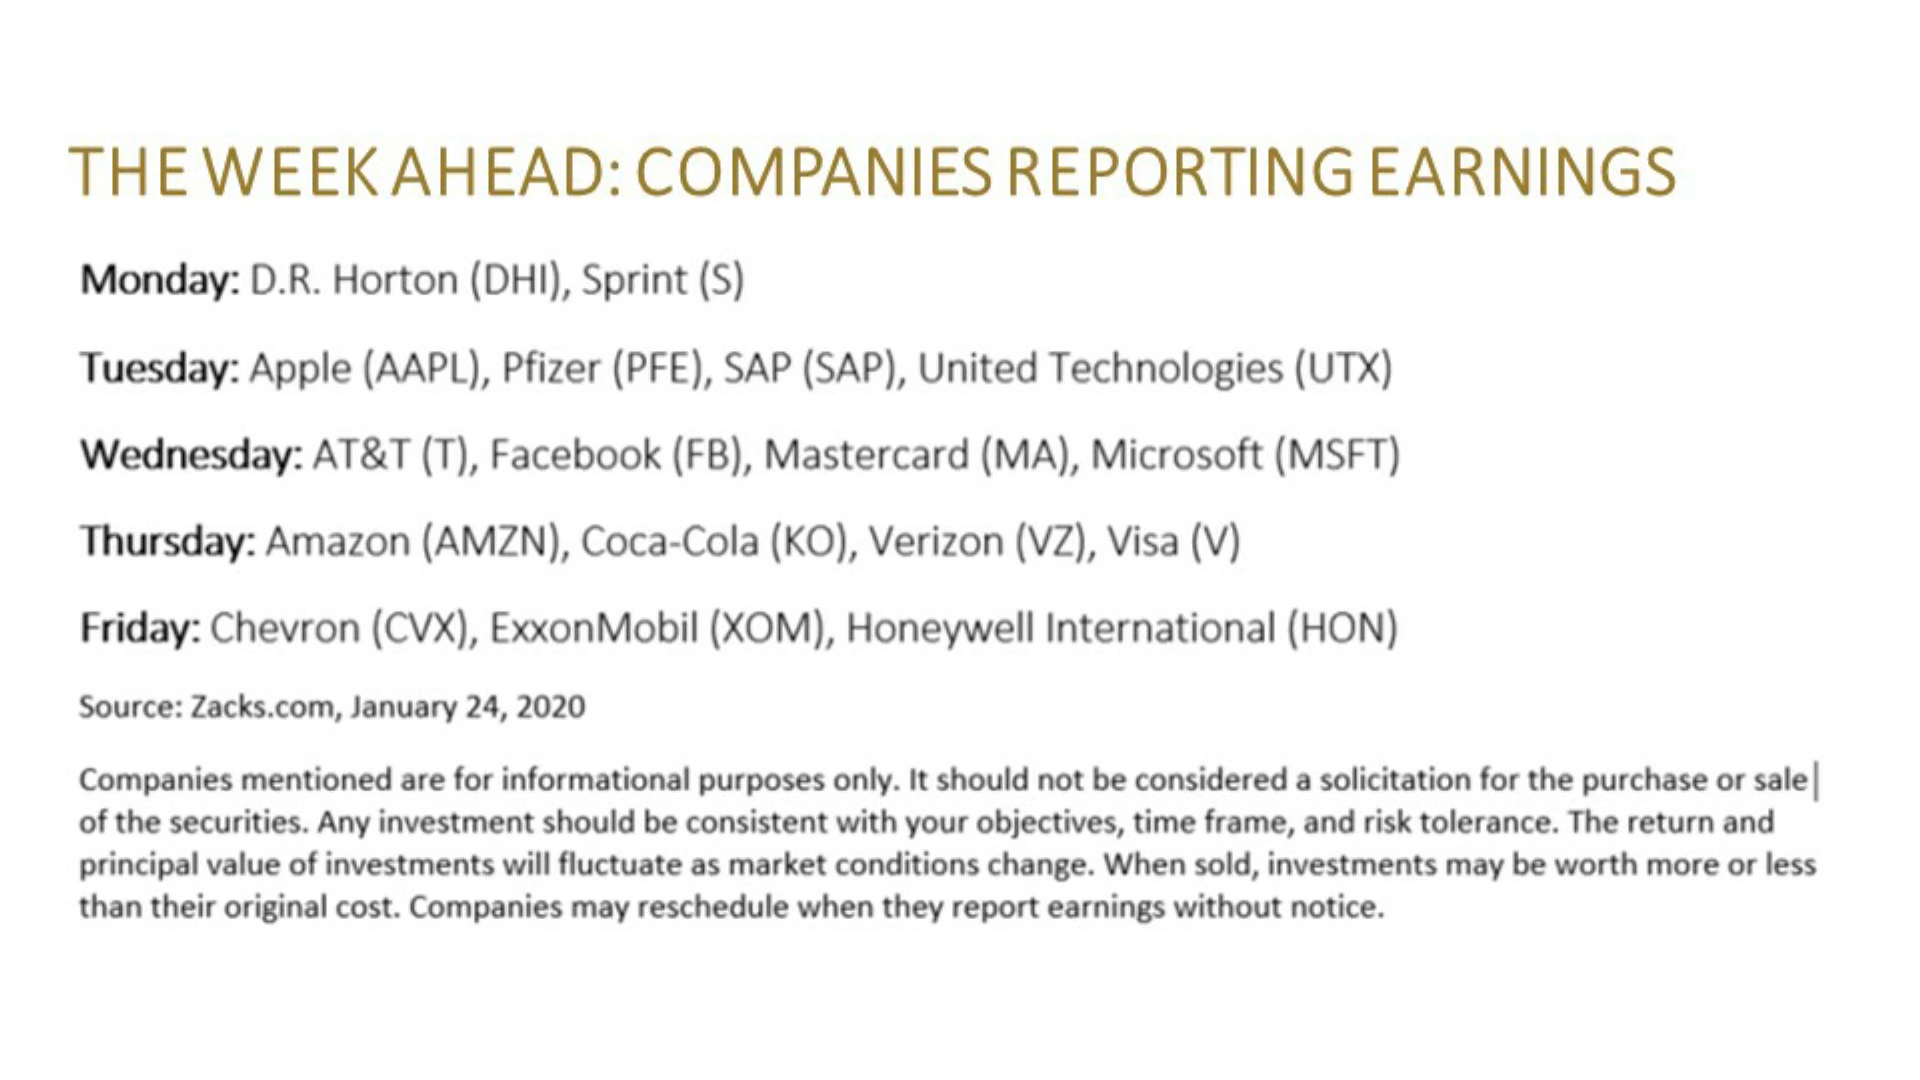 THE WEEK AHEAD: COMPANIES REPORTING EARNINGS
Monday: D.R. Horton (DHI), Sprint (S)
Tuesday: Apple (AAPL), Pfizer (PFE), SAP (SAP), United Technologies (UTX)
Wednesday: AT&T (T), Facebook (FB), Mastercard (MA), Microsoft (MSFT)
Thursday: Amazon (AMZN), Coca-Cola (KO), Verizon (VZ), Visa (V)
Friday: Chevron (CVX), ExxonMobil (XOM), Honeywell International (HON)
Source: Zacks.com, January 24, 2020
Companies mentioned are for informational purposes only. It should not be considered a solicitation for the purchase or sale
of the securities. Any investment should be consistent with your objectives, time frame, and risk tolerance. The return and
principal value of investments will fluctuate as market conditions change. When sold, investments may be worth more or less
than their original cost. Companies may reschedule when they report earnings without notice.